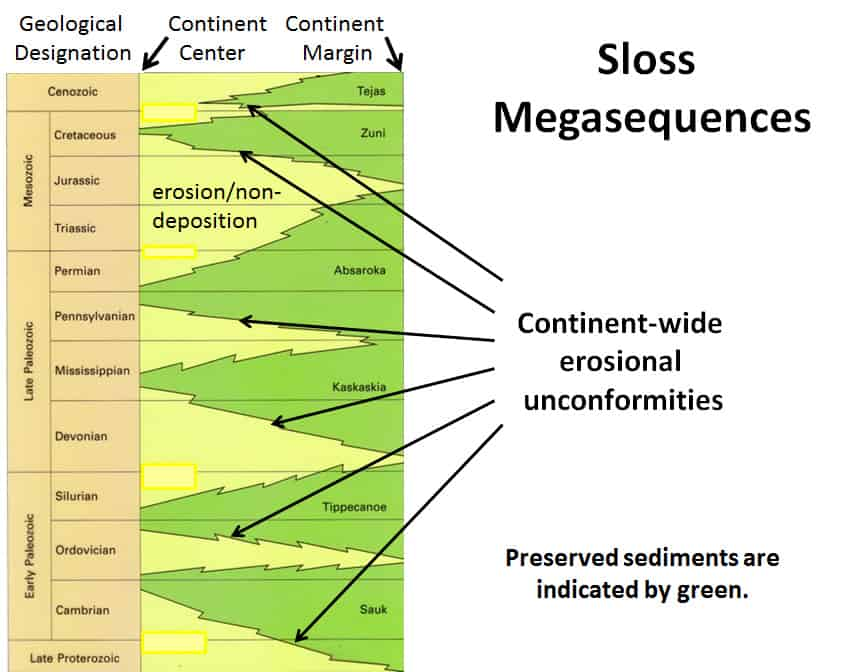 Geological
Designation
Continent
Center
Continent
Margin
Sloss
Megasequences
Cenozoic
Tejas
Mesozoic
Cretaceous
Zuni
Jurassic
erosion/non-
deposition
Triassic
Late Paleozoic
Permian
Absaroka
Pennsylvanian
Mississippian
Kaskaskia
Devonian
Continent-wide
erosional
unconformities
Early Paleozoic
Silurian
Tippecanoe
Ordovician
Cambrian
Sauk
Late Proterozoic
Preserved sediments are
indicated by green.